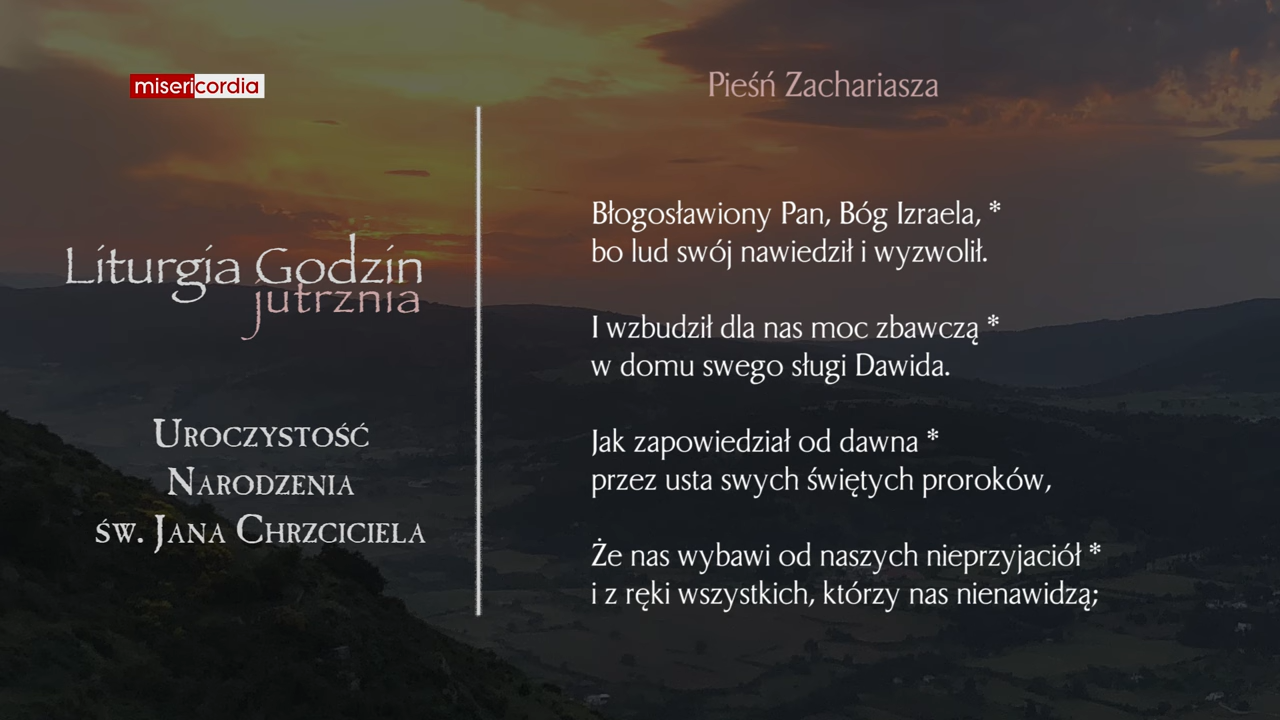 misericordia
Liturgia Godzin
jutrznia
Uroczystość
Narodzenia
św. Jana Chrzciciela
Pieśń Zachariasza
Błogosławiony Pan, Bóg Izraela, *
bo lud swój nawiedził i wyzwolił.
I wzbudził dla nas moc zbawczą *
w domu swego sługi Dawida.
Jak zapowiedział od dawna *
przez usta swych świętych proroków,
Że nas wybawi od naszych nieprzyjaciół *
i z ręki wszystkich, którzy nas nienawidzą;